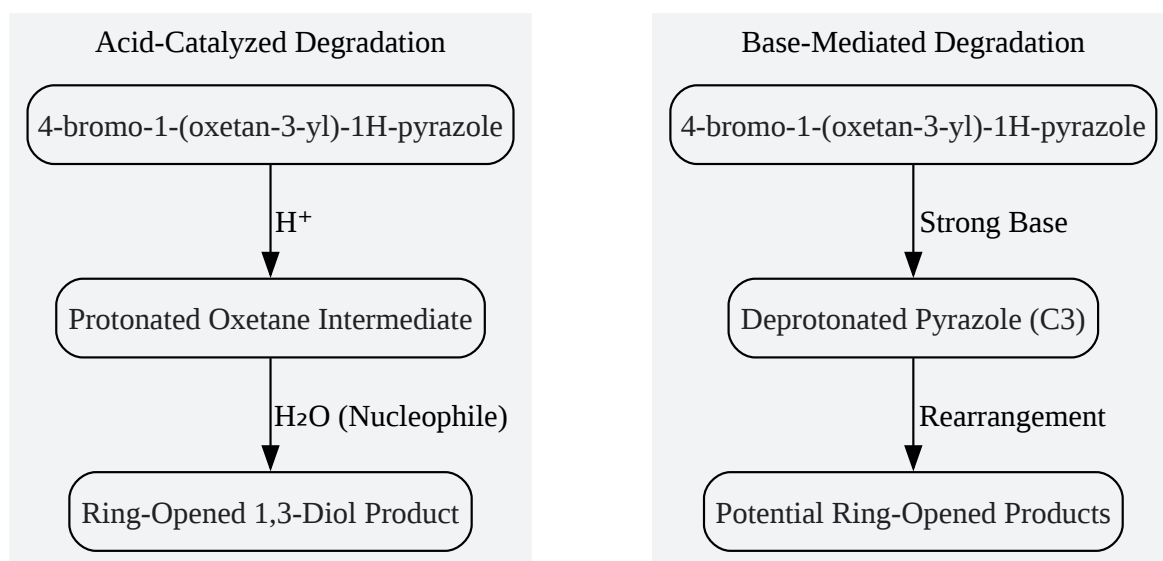 Acid-Catalyzed Degradation
4-bromo-1-(oxetan-3-yl)-1H-pyrazole
H⁺
Protonated Oxetane Intermediate
H₂O (Nucleophile)
Ring-Opened 1,3-Diol Product
Base-Mediated Degradation
4-bromo-1-(oxetan-3-yl)-1H-pyrazole
Strong Base
Deprotonated Pyrazole (C3)
Rearrangement
Potential Ring-Opened Products